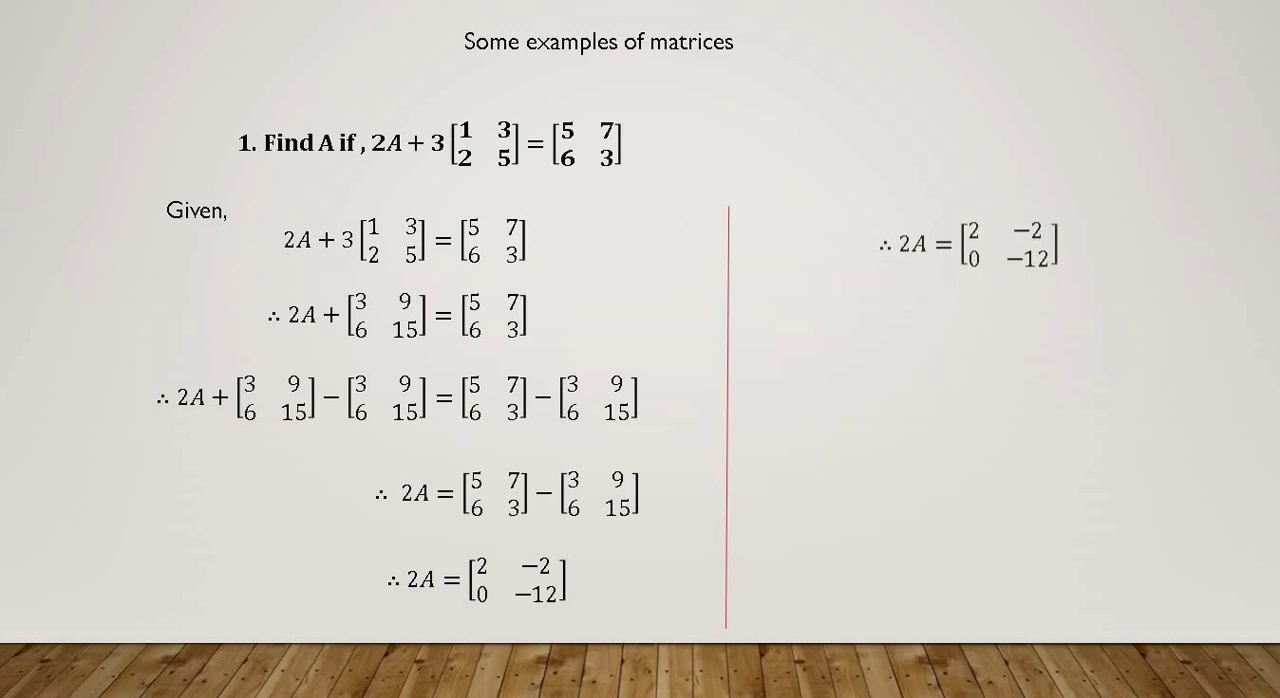 Some examples of matrices
1. Find A if , 2A + 3 [1 3; 2 5] = [5 7; 6 3]
Given,
2A + 3 [1 3; 2 5] = [5 7; 6 3]
∴ 2A + [3 9; 6 15] = [5 7; 6 3]
∴ 2A + [3 9; 6 15] − [3 9; 6 15] = [5 7; 6 3] − [3 9; 6 15]
∴ 2A = [5 7; 6 3] − [3 9; 6 15]
∴ 2A = [2 −2; 0 −12]
∴ 2A = [2 −2; 0 −12]